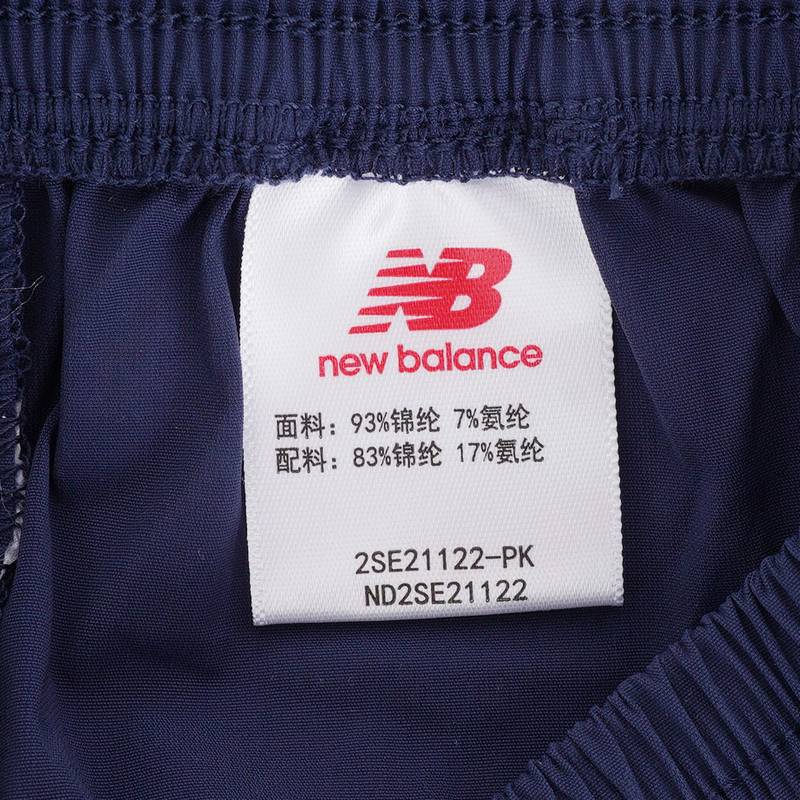 NB
new balance
面料：93%锦纶 7%氨纶
配料：83%锦纶 17%氨纶
2SE21122-PK
ND2SE21122